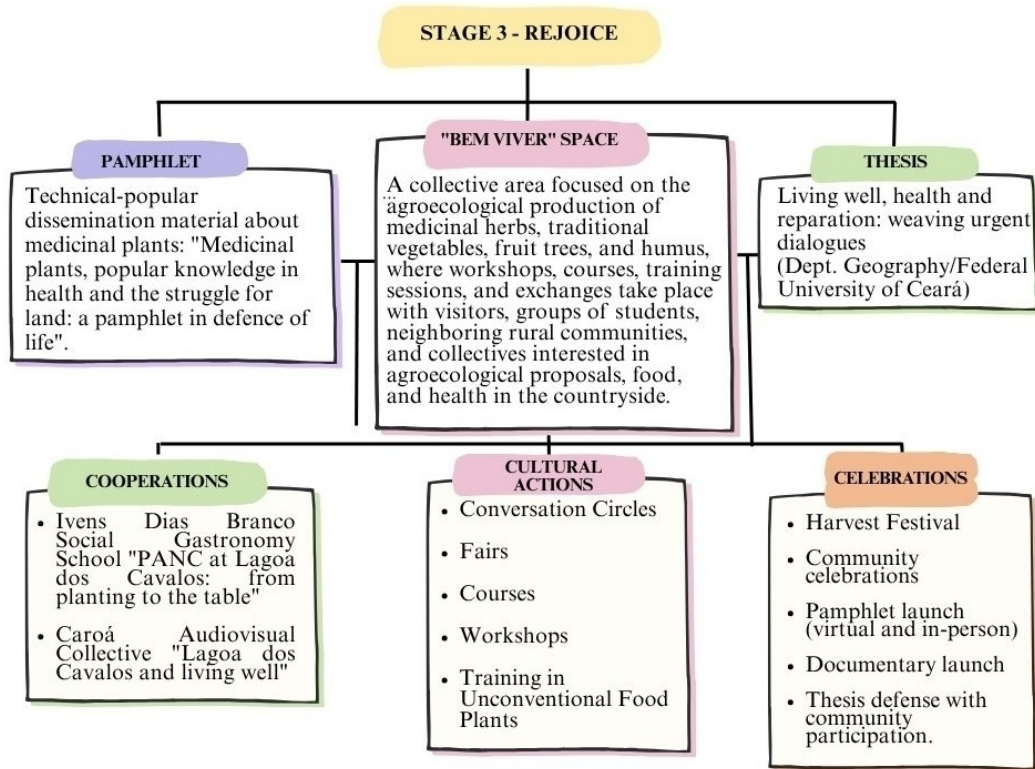 STAGE 3 - REJOICE
PAMPHLET
Technical-popular
dissemination material about
medicinal plants: "Medicinal
plants, popular knowledge in
health and the struggle for
land: a pamphlet in defence of
life".
"BEM VIVER" SPACE
A collective area focused on the
agroecological production of
medicinal herbs, traditional
vegetables, fruit trees, and humus,
where workshops, courses, training
sessions, and exchanges take place
with visitors, groups of students,
neighboring rural communities,
and collectives interested in
agroecological proposals, food,
and health in the countryside.
THESIS
Living well, health and
reparation: weaving urgent
dialogues
(Dept. Geography/Federal
University of Ceará)
COOPERATIONS
• Ivens Dias Branco
Social Gastronomy
School "PANC at Lagoa
dos Cavalos: from
planting to the table"
• Caroá Audiovisual
Collective "Lagoa dos
Cavalos and living well"
CULTURAL
ACTIONS
• Conversation Circles
• Fairs
• Courses
• Workshops
• Training in
Unconventional Food
Plants
CELEBRATIONS
• Harvest Festival
• Community
celebrations
• Pamphlet launch
(virtual and in-person)
• Documentary launch
• Thesis defense with
community
participation.